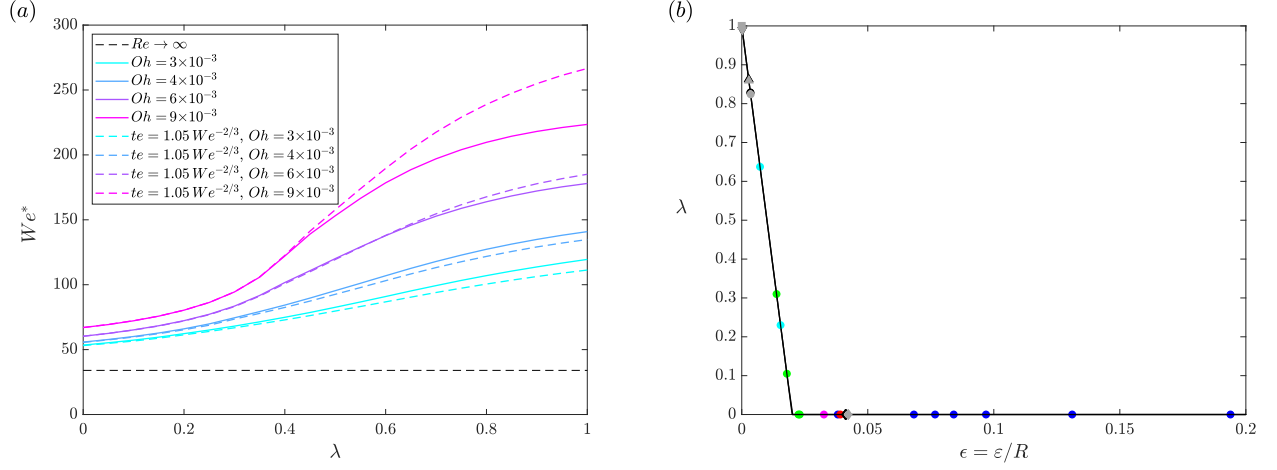 (a)
300
250
200
150
100
50
0
We*
Re → ∞
Oh = 3×10⁻³
Oh = 4×10⁻³
Oh = 6×10⁻³
Oh = 9×10⁻³
te = 1.05 We⁻²/³, Oh = 3×10⁻³
te = 1.05 We⁻²/³, Oh = 4×10⁻³
te = 1.05 We⁻²/³, Oh = 6×10⁻³
te = 1.05 We⁻²/³, Oh = 9×10⁻³
0 0.2 0.4 0.6 0.8 1
λ
(b)
1
0.9
0.8
0.7
0.6
0.5
0.4
0.3
0.2
0.1
0
λ
0 0.05 0.1 0.15 0.2
ϵ = ε/R